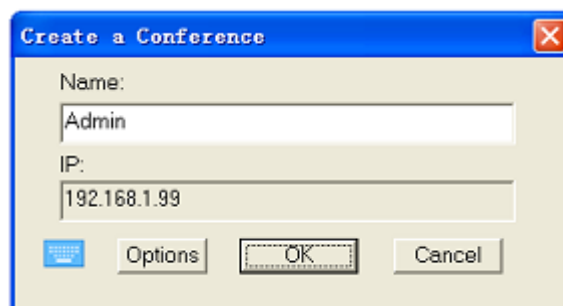 Create a Conference
Name:
Admin
IP:
192.168.1.99
Options OK Cancel